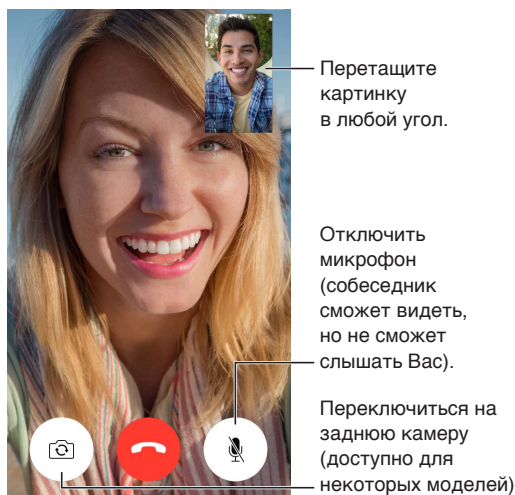 Перетащите
картинку
в любой угол.
Отключить
микрофон
(собеседник
сможет видеть,
но не сможет
слышать Вас).
Переключиться на
заднюю камеру
(доступно для
некоторых моделей)